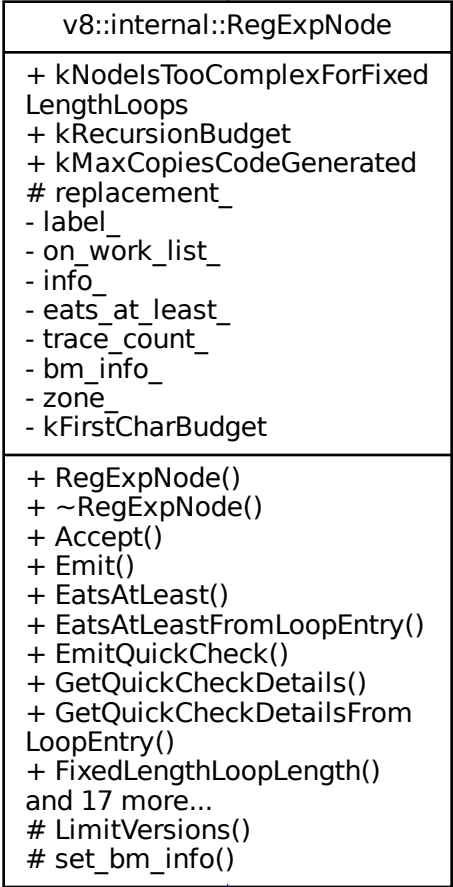 v8::internal::RegExpNode
+ kNodeIsTooComplexForFixed
LengthLoops
+ kRecursionBudget
+ kMaxCopiesCodeGenerated
# replacement_
- label_
- on_work_list_
- info_
- eats_at_least_
- trace_count_
- bm_info_
- zone_
- kFirstCharBudget
+ RegExpNode()
+ ~RegExpNode()
+ Accept()
+ Emit()
+ EatsAtLeast()
+ EatsAtLeastFromLoopEntry()
+ EmitQuickCheck()
+ GetQuickCheckDetails()
+ GetQuickCheckDetailsFrom
LoopEntry()
+ FixedLengthLoopLength()
and 17 more...
# LimitVersions()
# set_bm_info()